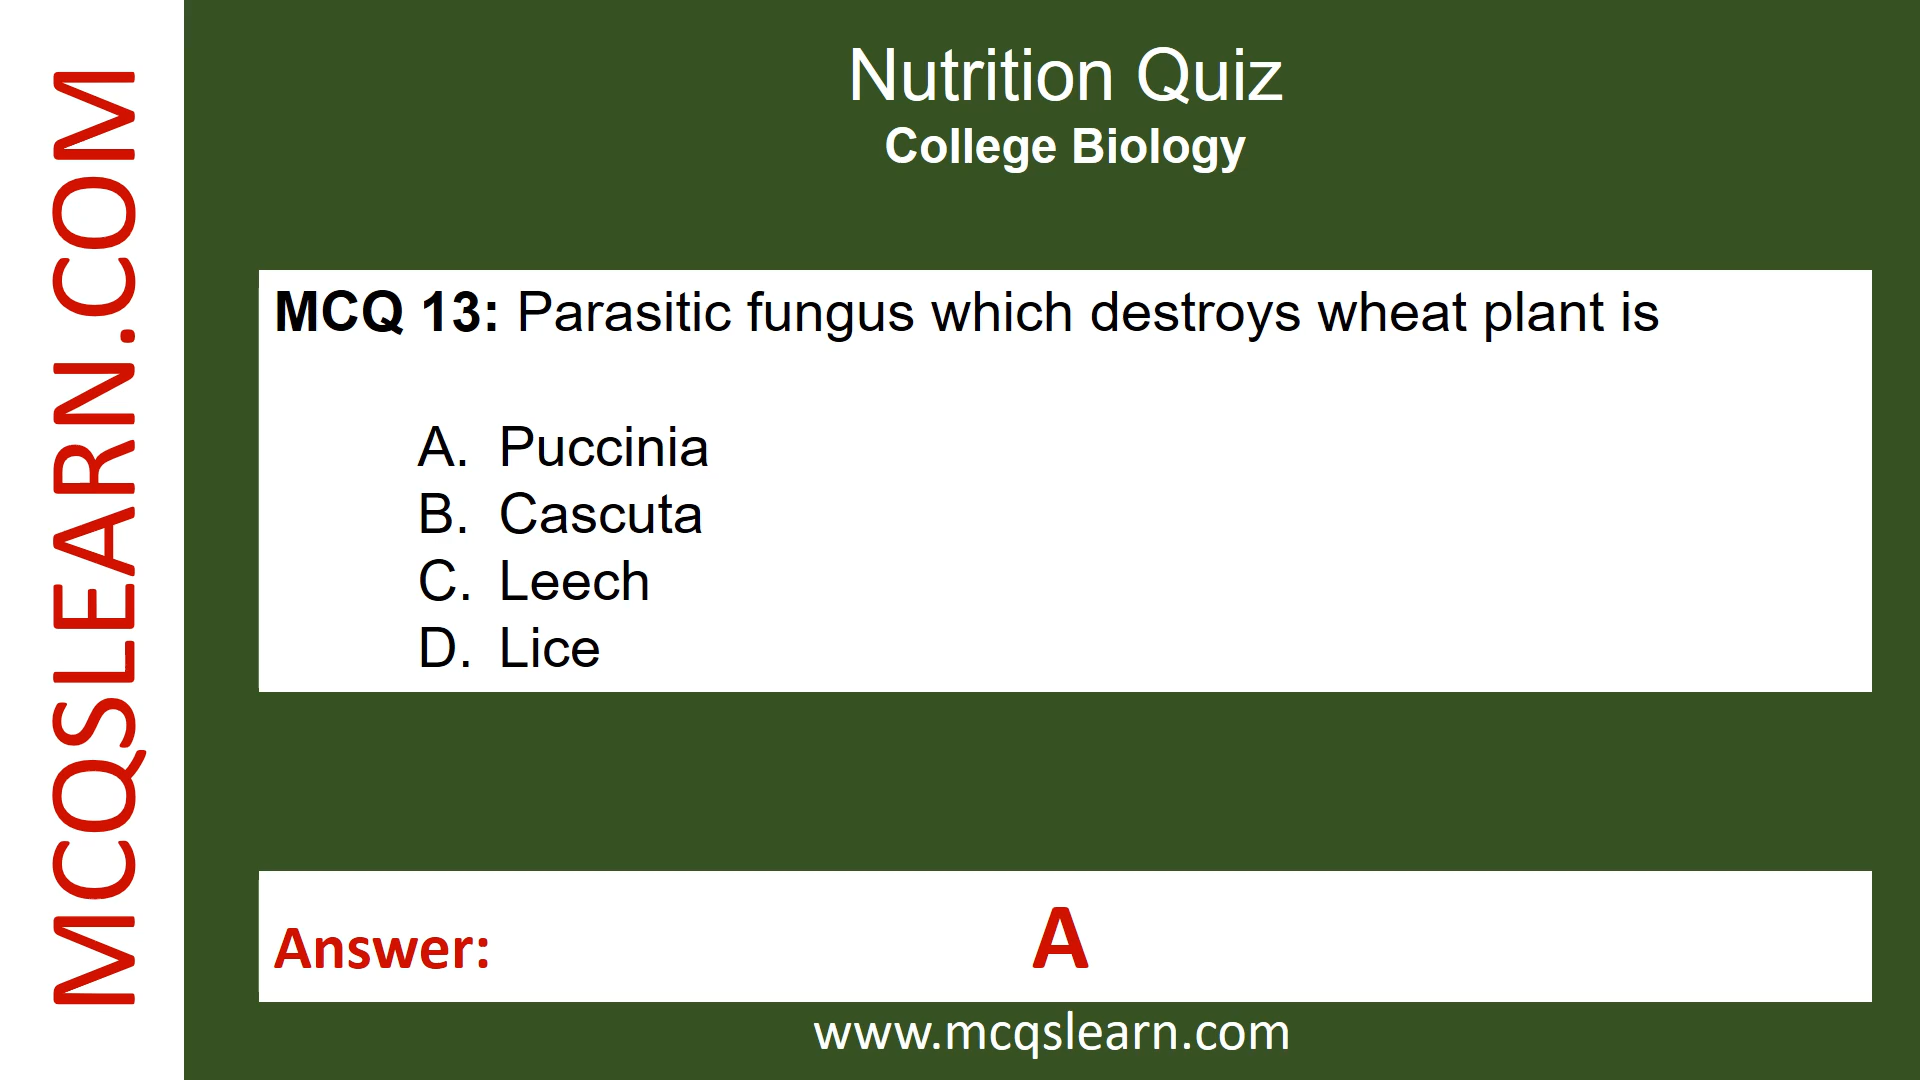 MCQSLEARN.COM
Nutrition Quiz
College Biology
MCQ 13: Parasitic fungus which destroys wheat plant is
A. Puccinia
B. Cascuta
C. Leech
D. Lice
Answer: A
www.mcqslearn.com